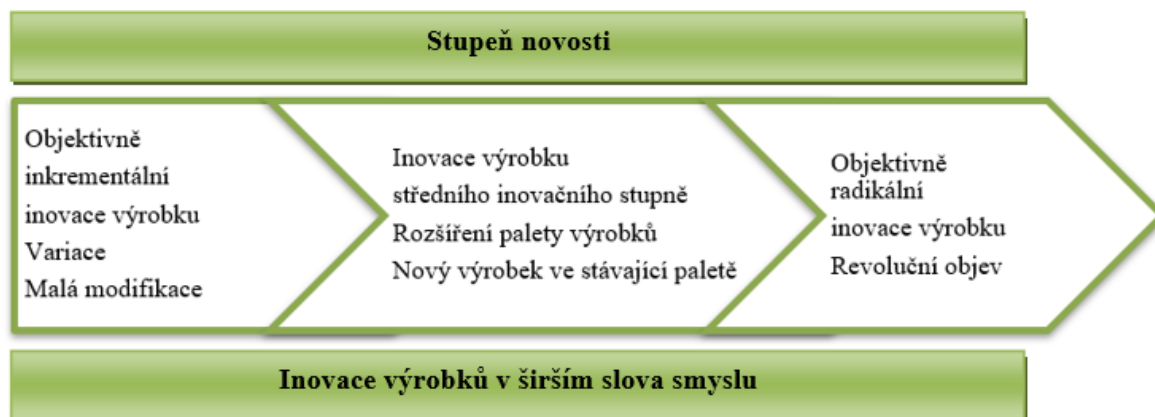 Stupeň novosti
Objektivně
inkrementální
inovace výrobku
Variace
Malá modifikace
Inovace výrobku
středního inovačního stupně
Rozšíření palety výrobků
Nový výrobek ve stávající paletě
Objektivně
radikální
inovace výrobku
Revoluční objev
Inovace výrobků v širším slova smyslu